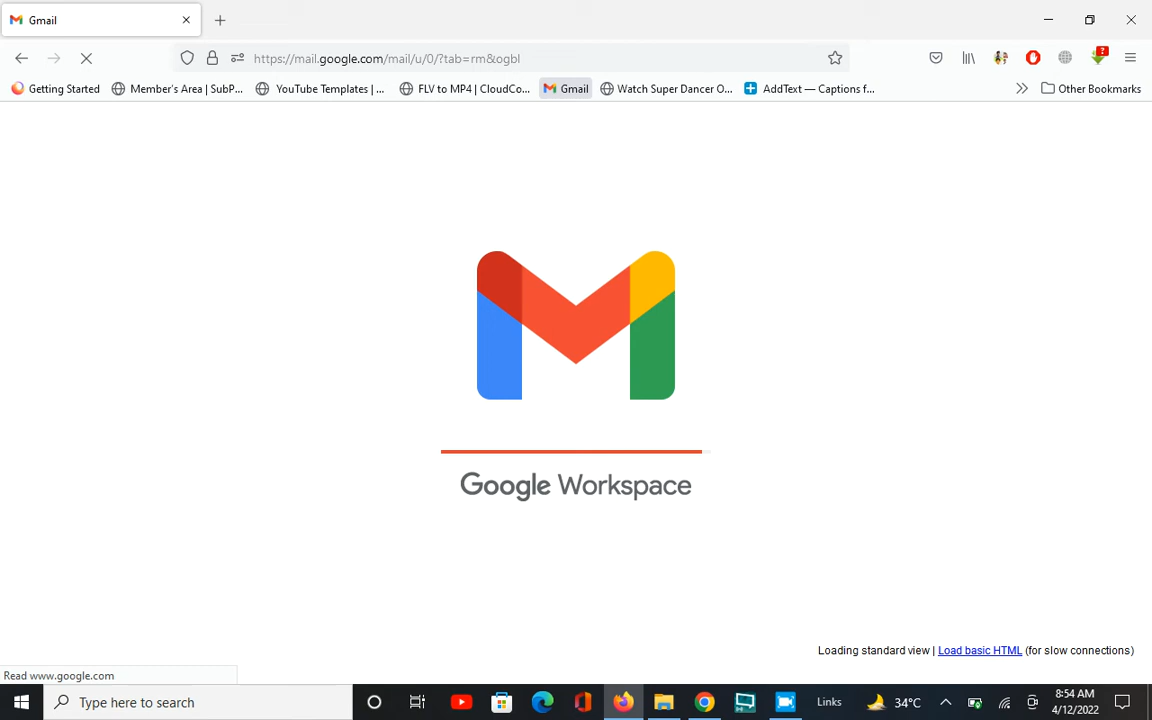 Gmail
https://mail.google.com/mail/u/0/?tab=rm&ogbl
?
Getting Started Member's Area | SubP... YouTube Templates | ... FLV to MP4 | CloudCo... Gmail Watch Super Dancer O... AddText — Captions f... Other Bookmarks
Google Workspace
Loading standard view | Load basic HTML (for slow connections)
Read www.google.com
Type here to search
Links
34°C
8:54 AM
4/12/2022